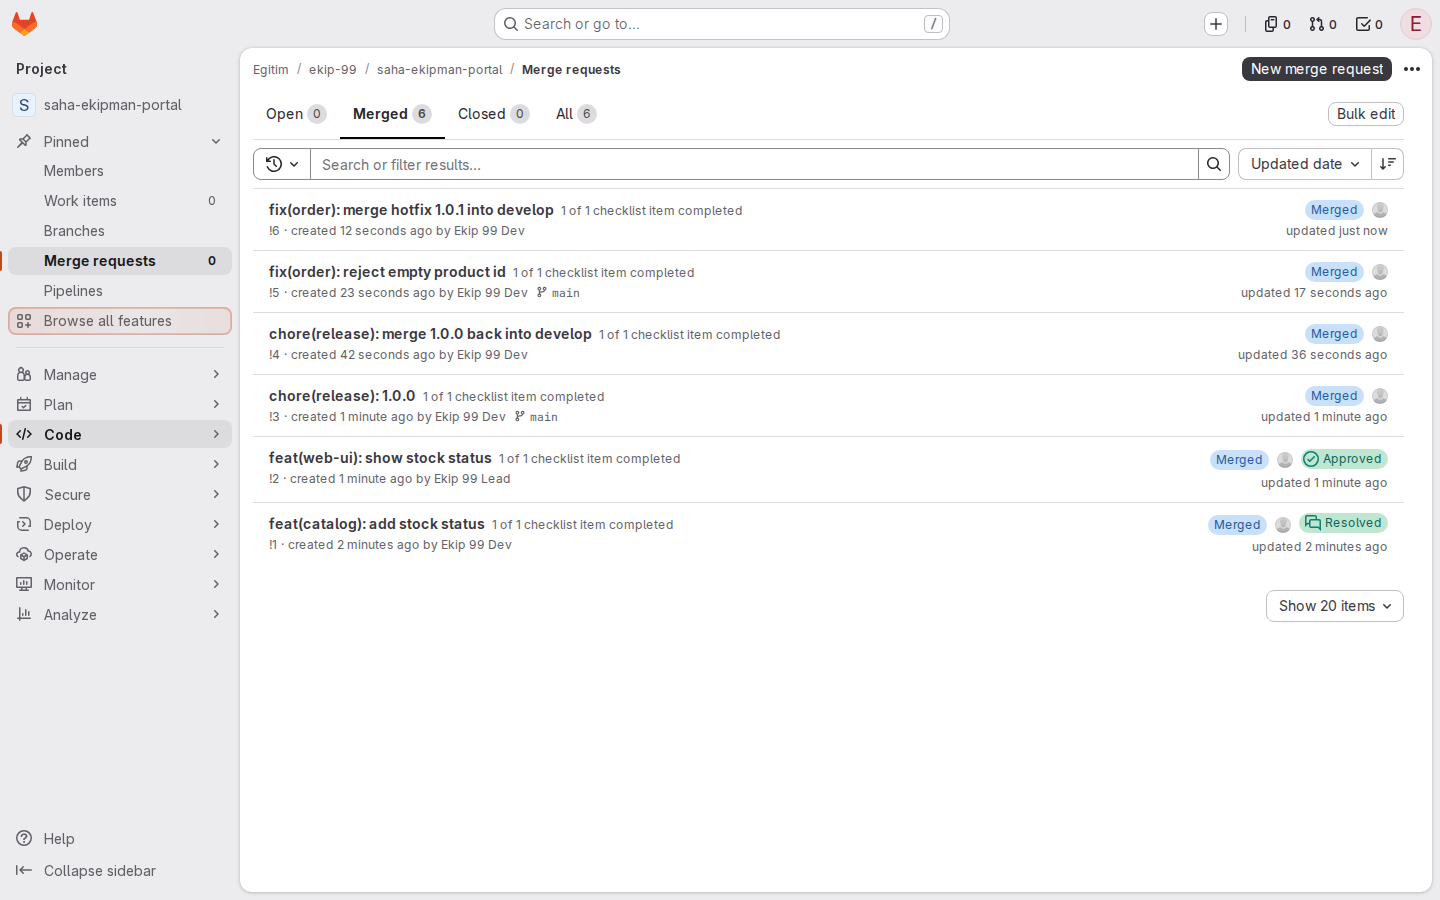 Search or go to...
/
0
0
0
E
Project
S saha-ekipman-portal
Pinned
Members
Work items 0
Branches
Merge requests 0
Pipelines
Browse all features
Manage
Plan
Code
Build
Secure
Deploy
Operate
Monitor
Analyze
Help
Collapse sidebar
Egitim / ekip-99 / saha-ekipman-portal / Merge requests
New merge request
Open 0 Merged 6 Closed 0 All 6
Bulk edit
Search or filter results...
Updated date
fix(order): merge hotfix 1.0.1 into develop 1 of 1 checklist item completed
Merged
!6 · created 12 seconds ago by Ekip 99 Dev
updated just now
fix(order): reject empty product id 1 of 1 checklist item completed
Merged
!5 · created 23 seconds ago by Ekip 99 Dev main
updated 17 seconds ago
chore(release): merge 1.0.0 back into develop 1 of 1 checklist item completed
Merged
!4 · created 42 seconds ago by Ekip 99 Dev
updated 36 seconds ago
chore(release): 1.0.0 1 of 1 checklist item completed
Merged
!3 · created 1 minute ago by Ekip 99 Dev main
updated 1 minute ago
feat(web-ui): show stock status 1 of 1 checklist item completed
Merged Approved
!2 · created 1 minute ago by Ekip 99 Lead
updated 1 minute ago
feat(catalog): add stock status 1 of 1 checklist item completed
Merged Resolved
!1 · created 2 minutes ago by Ekip 99 Dev
updated 2 minutes ago
Show 20 items